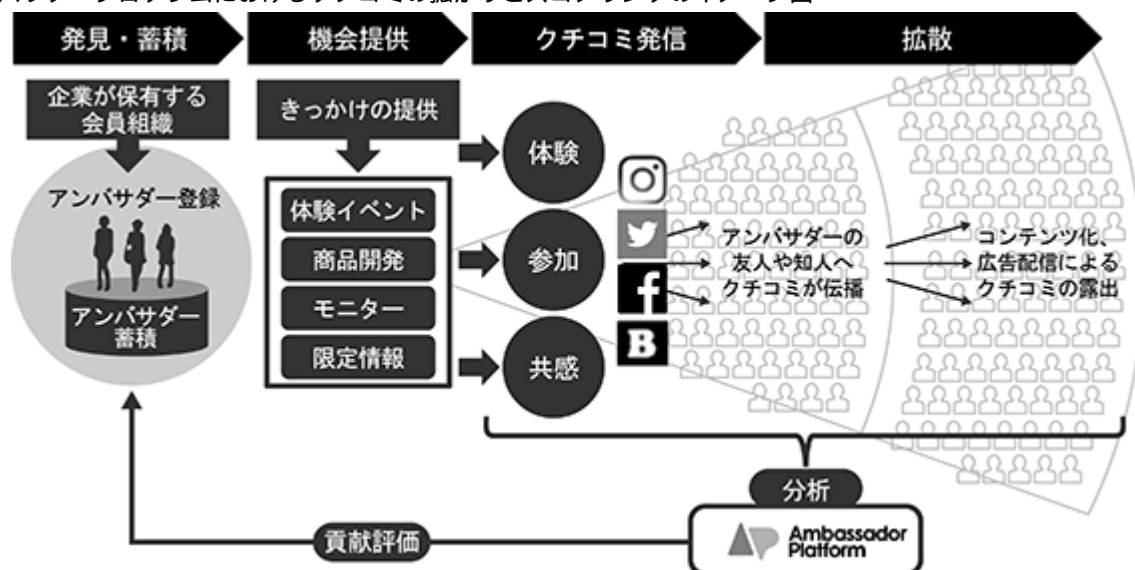 発見・蓄積
機会提供
クチコミ発信
拡散
企業が保有する
会員組織
アンバサダー登録
アンバサダー
蓄積
きっかけの提供
体験イベント
商品開発
モニター
限定情報
体験
参加
共感
B
アンバサダーの
友人や知人へ
クチコミが伝播
コンテンツ化、
広告配信による
クチコミの露出
分析
Ambassador
Platform
貢献評価